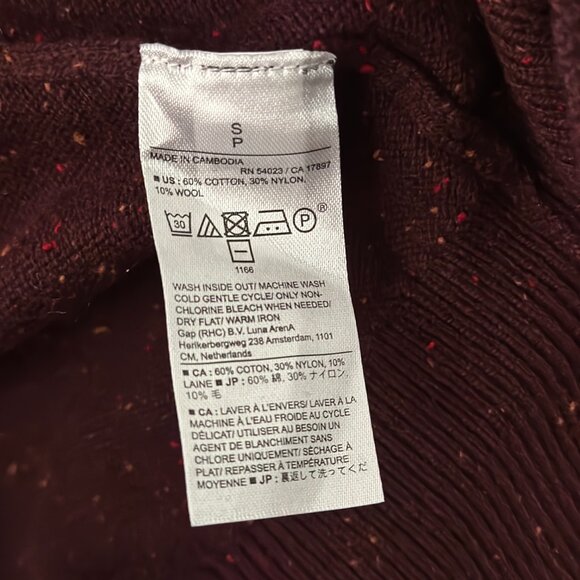 S
P
MADE IN CAMBODIA
RN 54023 / CA 17897
■ US : 60% COTTON, 30% NYLON,
10% WOOL
30 P ®
1166
WASH INSIDE OUT/ MACHINE WASH
COLD GENTLE CYCLE/ ONLY NON-
CHLORINE BLEACH WHEN NEEDED/
DRY FLAT/ WARM IRON
Gap (RHC) B.V. Luna ArenA
Herikerbergweg 238 Amsterdam, 1101
CM, Netherlands
■ CA : 60% COTON, 30% NYLON, 10%
LAINE ■ JP : 60% 綿, 30% ナイロン,
10% 毛
■ CA : LAVER À L'ENVERS/ LAVER À LA
MACHINE À L'EAU FROIDE AU CYCLE
DÉLICAT/ UTILISER AU BESOIN UN
AGENT DE BLANCHIMENT SANS
CHLORE UNIQUEMENT/ SÉCHAGE À
PLAT/ REPASSER À TEMPÉRATURE
MOYENNE ■ JP : 裏返して洗ってくだ